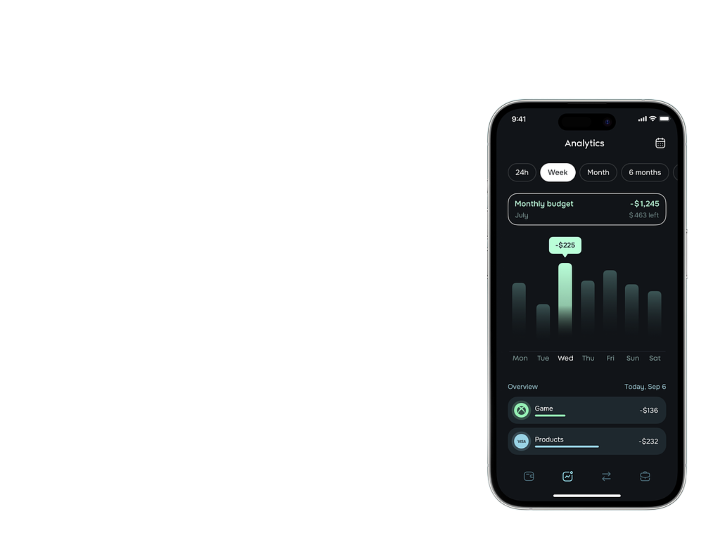 9:41
Analytics
24h Week Month 6 months
Monthly budget -$1,245
July $463 left
-$225
Mon Tue Wed Thu Fri Sun Sat
Overview Today, Sep 6
Game -$136
Products -$232
VISA